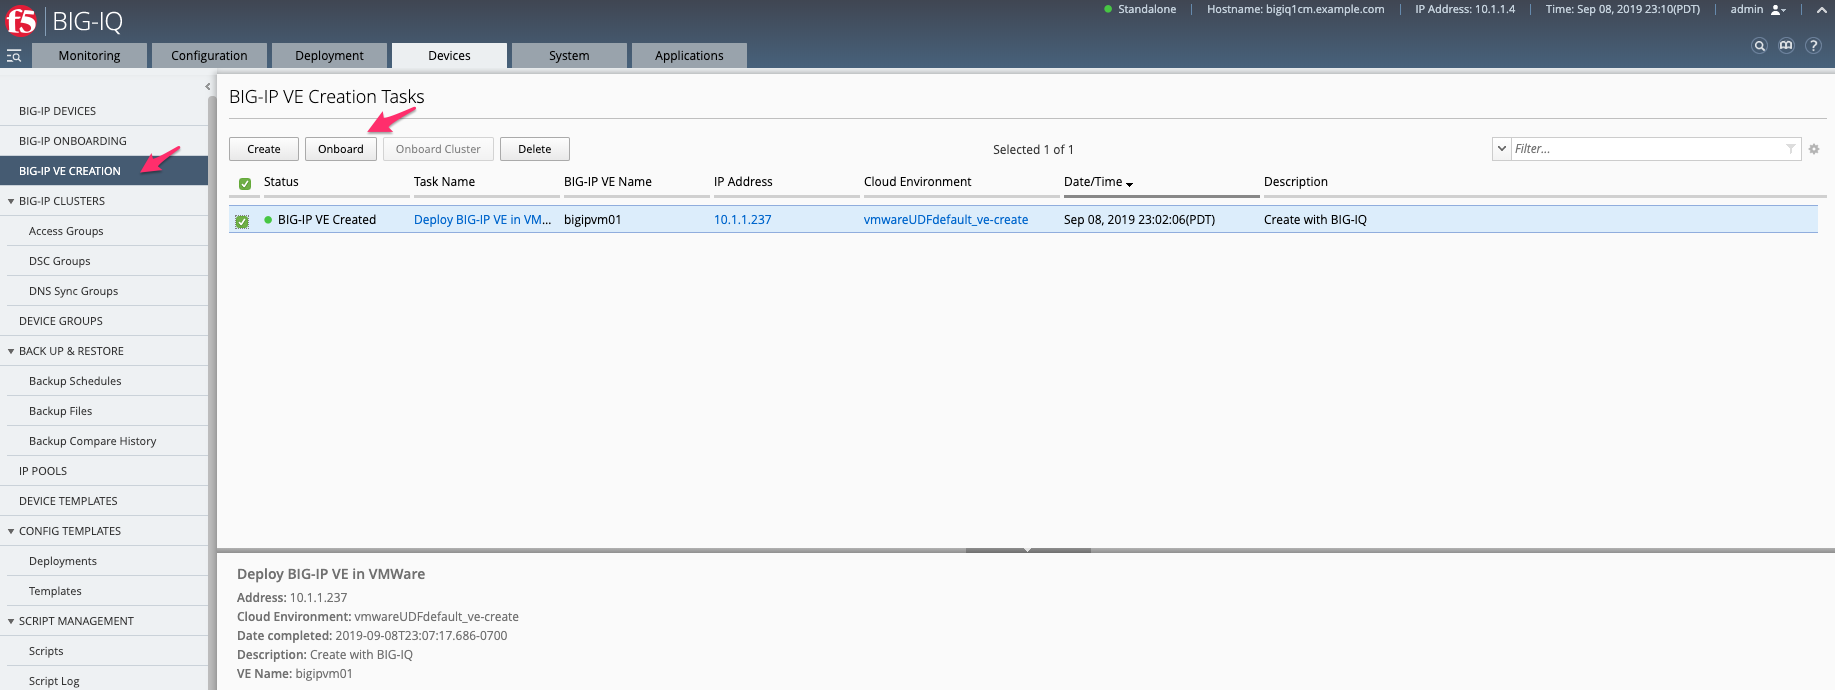 f5 BIG-IQ
Standalone Hostname: bigiq1cm.example.com IP Address: 10.1.1.4 Time: Sep 08, 2019 23:10(PDT) admin
Monitoring Configuration Deployment Devices System Applications
?
BIG-IP DEVICES
BIG-IP ONBOARDING
BIG-IP VE CREATION
BIG-IP CLUSTERS
Access Groups
DSC Groups
DNS Sync Groups
DEVICE GROUPS
BACK UP & RESTORE
Backup Schedules
Backup Files
Backup Compare History
IP POOLS
DEVICE TEMPLATES
CONFIG TEMPLATES
Deployments
Templates
SCRIPT MANAGEMENT
Scripts
Script Log
BIG-IP VE Creation Tasks
Create Onboard Onboard Cluster Delete Selected 1 of 1 Filter...
Status Task Name BIG-IP VE Name IP Address Cloud Environment Date/Time Description
BIG-IP VE Created Deploy BIG-IP VE in VM... bigipvm01 10.1.1.237 vmwareUDFdefault_ve-create Sep 08, 2019 23:02:06(PDT) Create with BIG-IQ
Deploy BIG-IP VE in VMWare
Address: 10.1.1.237
Cloud Environment: vmwareUDFdefault_ve-create
Date completed: 2019-09-08T23:07:17.686-0700
Description: Create with BIG-IQ
VE Name: bigipvm01